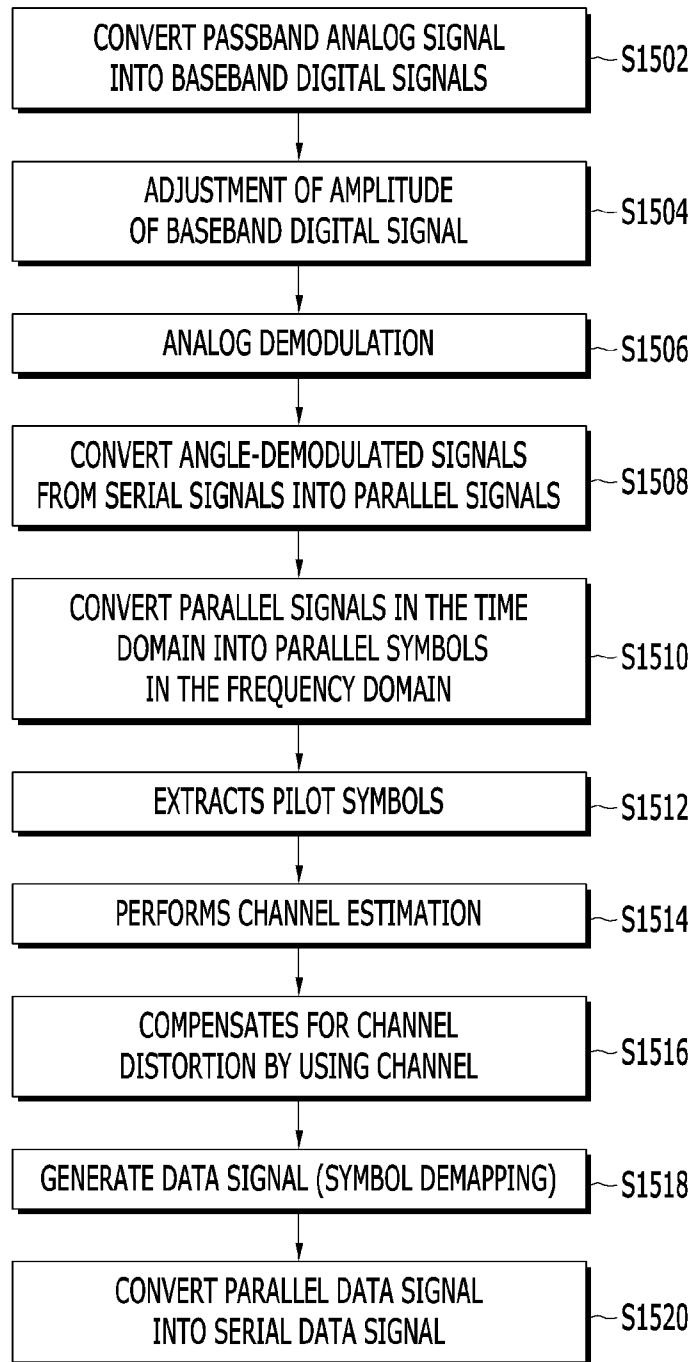 CONVERT PASSBAND ANALOG SIGNAL
INTO BASEBAND DIGITAL SIGNALS
S1502
ADJUSTMENT OF AMPLITUDE
OF BASEBAND DIGITAL SIGNAL
S1504
ANALOG DEMODULATION
S1506
CONVERT ANGLE-DEMODULATED SIGNALS
FROM SERIAL SIGNALS INTO PARALLEL SIGNALS
S1508
CONVERT PARALLEL SIGNALS IN THE TIME
DOMAIN INTO PARALLEL SYMBOLS
IN THE FREQUENCY DOMAIN
S1510
EXTRACTS PILOT SYMBOLS
S1512
PERFORMS CHANNEL ESTIMATION
S1514
COMPENSATES FOR CHANNEL
DISTORTION BY USING CHANNEL
S1516
GENERATE DATA SIGNAL (SYMBOL DEMAPPING)
S1518
CONVERT PARALLEL DATA SIGNAL
INTO SERIAL DATA SIGNAL
S1520